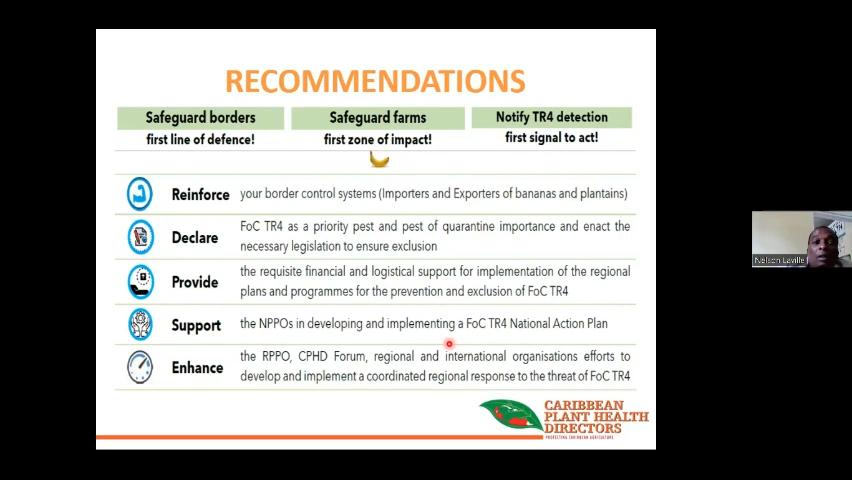 RECOMMENDATIONS
Safeguard borders
first line of defence!
Safeguard farms
first zone of impact!
Notify TR4 detection
first signal to act!
Reinforce
your border control systems (Importers and Exporters of bananas and plantains)
Declare
FoC TR4 as a priority pest and pest of quarantine importance and enact the
necessary legislation to ensure exclusion
Provide
the requisite financial and logistical support for implementation of the regional
plans and programmes for the prevention and exclusion of FoC TR4
Support
the NPPOs in developing and implementing a FoC TR4 National Action Plan
Enhance
the RPPO, CPHD Forum, regional and international organisations efforts to
develop and implement a coordinated regional response to the threat of FoC TR4
CARIBBEAN
PLANT HEALTH
DIRECTORS
PROTECTING CARIBBEAN AGRICULTURE
Nelson Laville